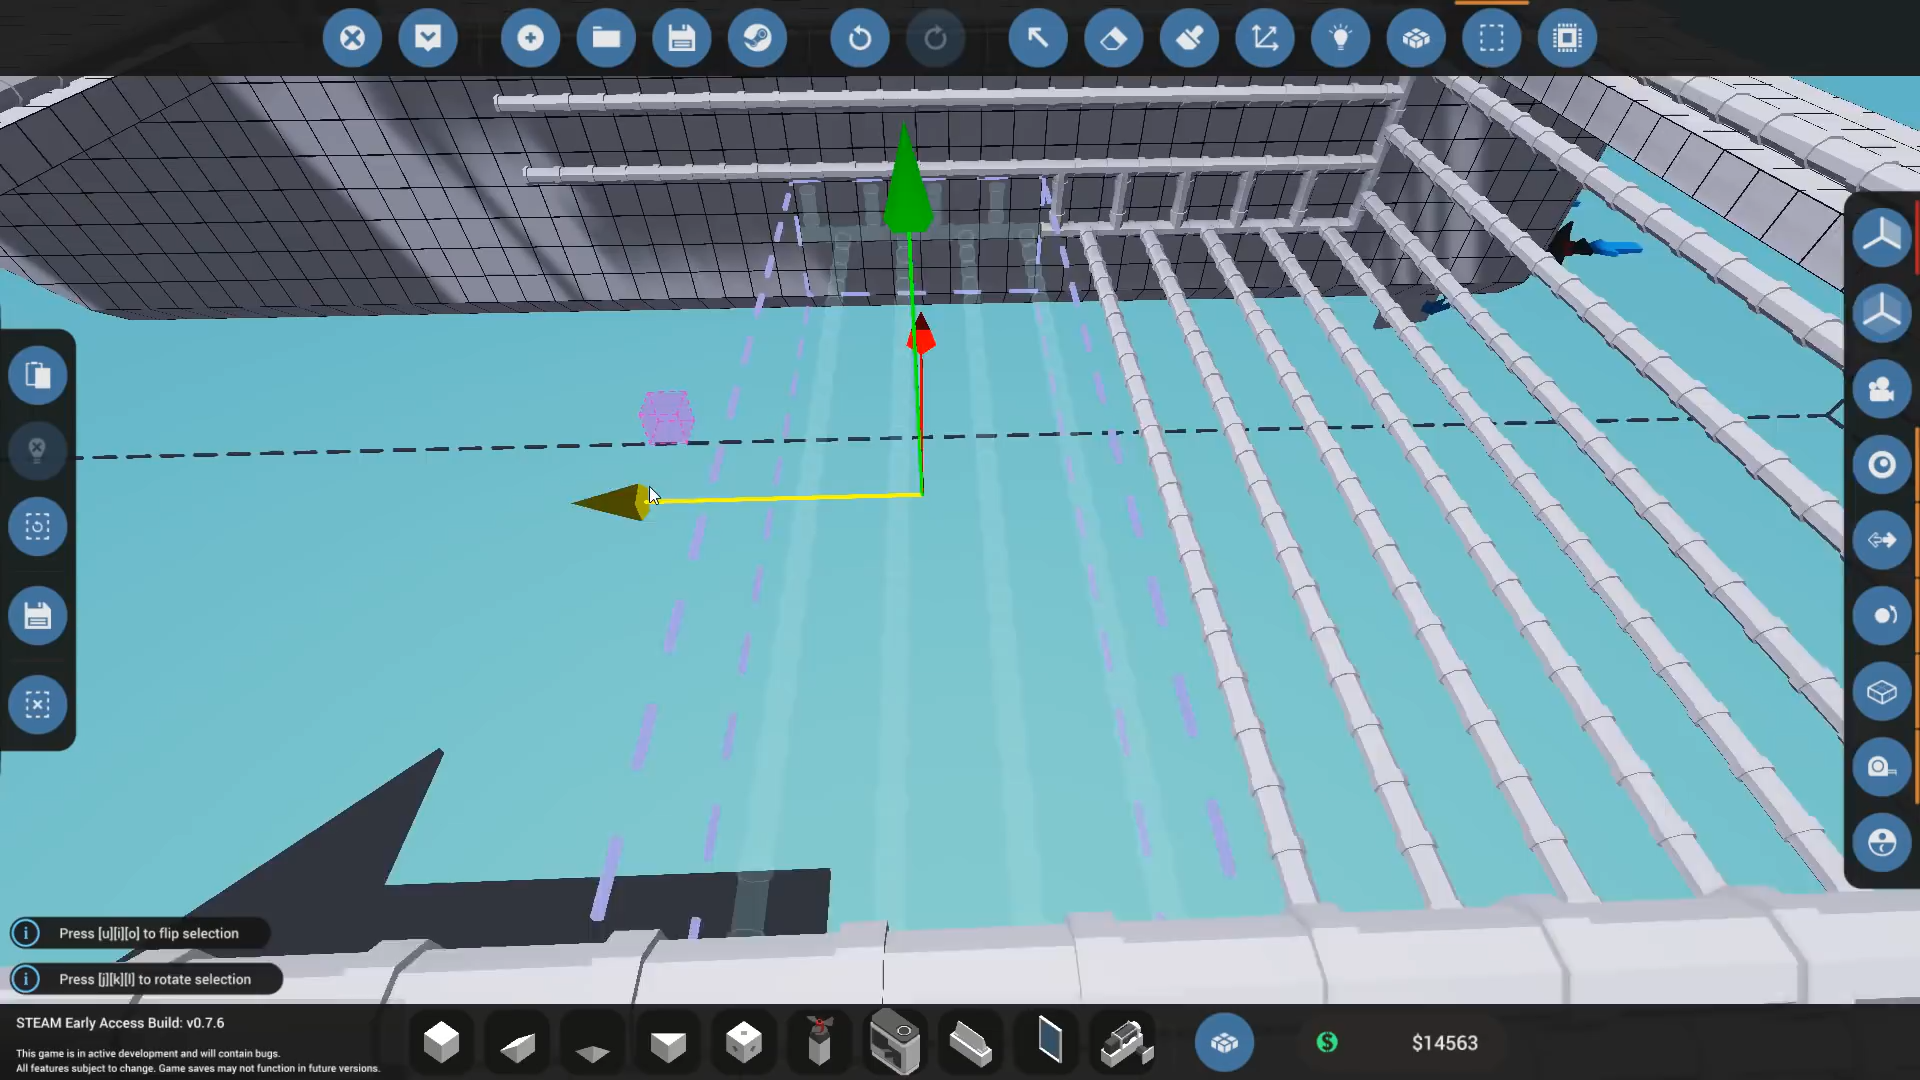 Press [u][i][o] to flip selection
Press [j][k][l] to rotate selection
STEAM Early Access Build: v0.7.6
This game is in active development and will contain bugs.
All features subject to change. Game saves may not function in future versions.
$14563